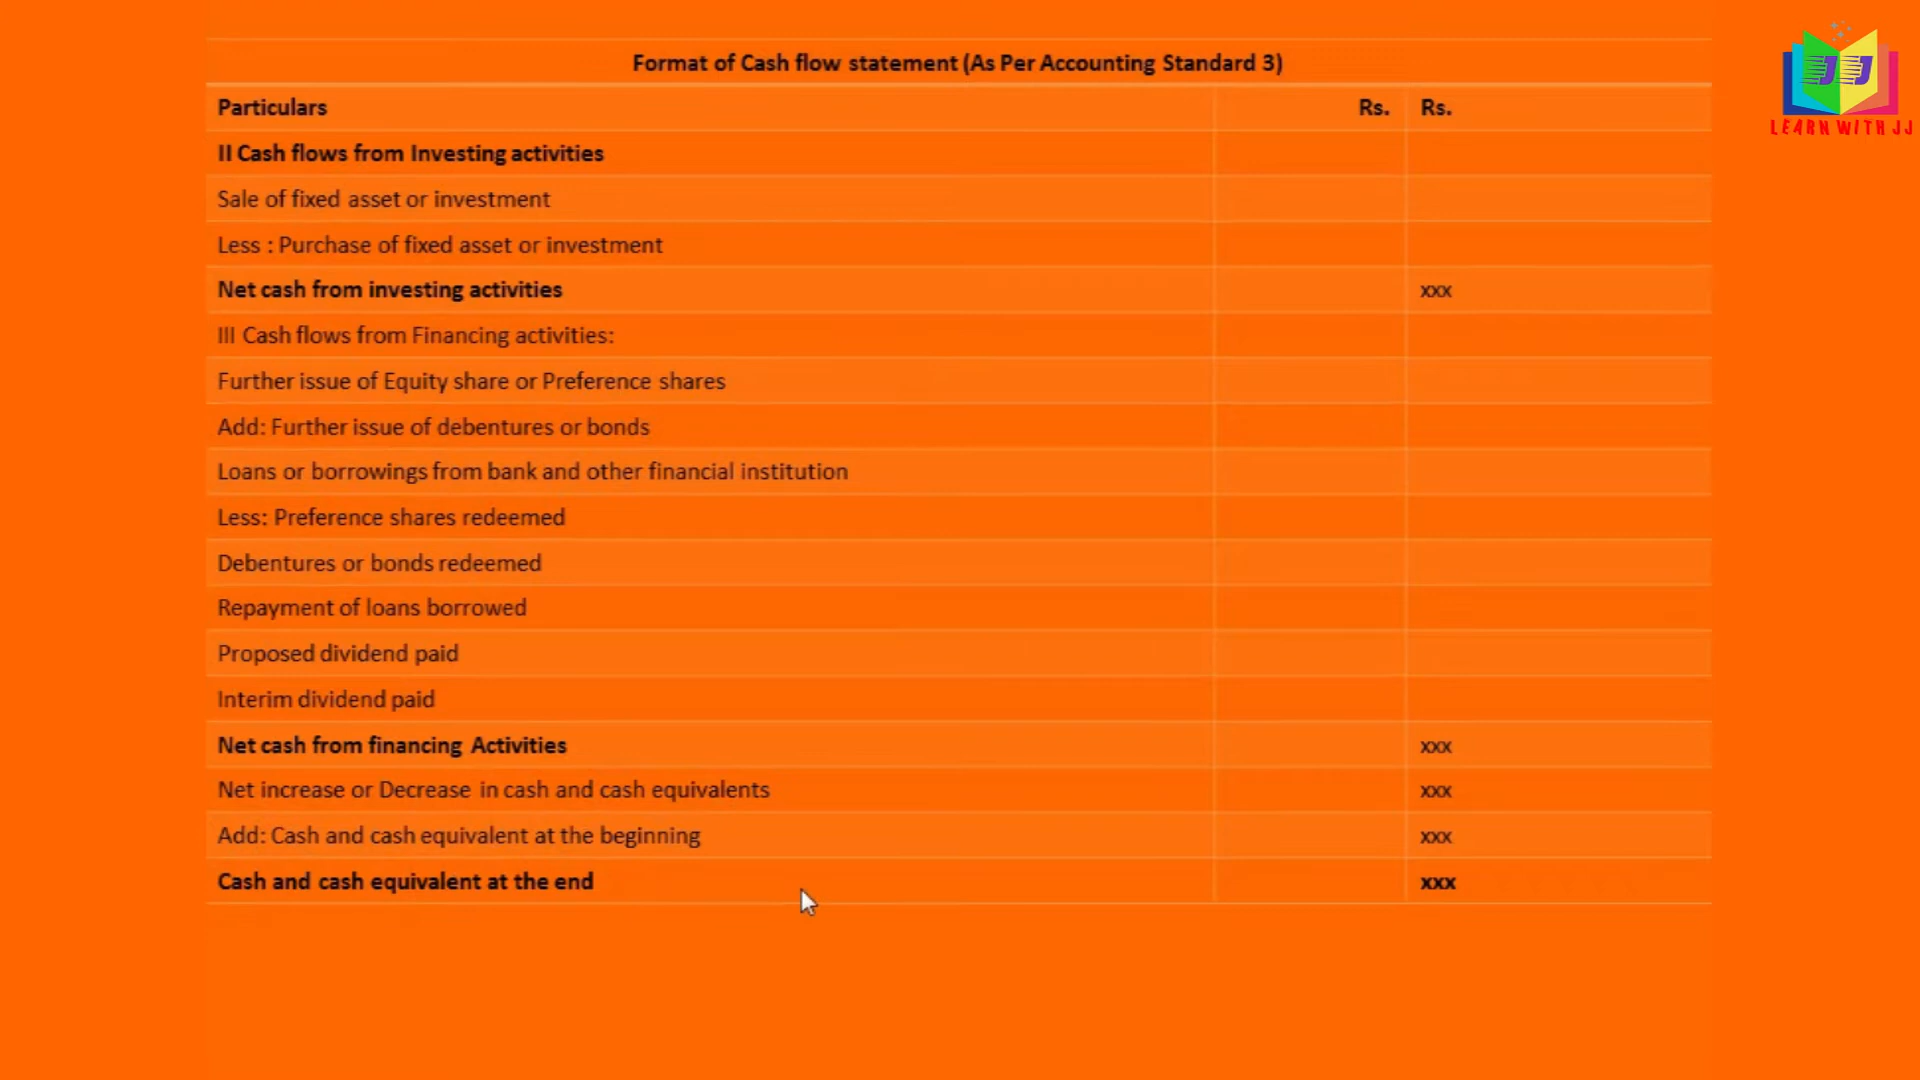 Format of Cash flow statement (As Per Accounting Standard 3)
Particulars Rs. Rs.
II Cash flows from Investing activities
Sale of fixed asset or investment
Less : Purchase of fixed asset or investment
Net cash from investing activities xxx
III Cash flows from Financing activities:
Further issue of Equity share or Preference shares
Add: Further issue of debentures or bonds
Loans or borrowings from bank and other financial institution
Less: Preference shares redeemed
Debentures or bonds redeemed
Repayment of loans borrowed
Proposed dividend paid
Interim dividend paid
Net cash from financing Activities xxx
Net increase or Decrease in cash and cash equivalents xxx
Add: Cash and cash equivalent at the beginning xxx
Cash and cash equivalent at the end xxx
JJ
LEARN WITH JJ